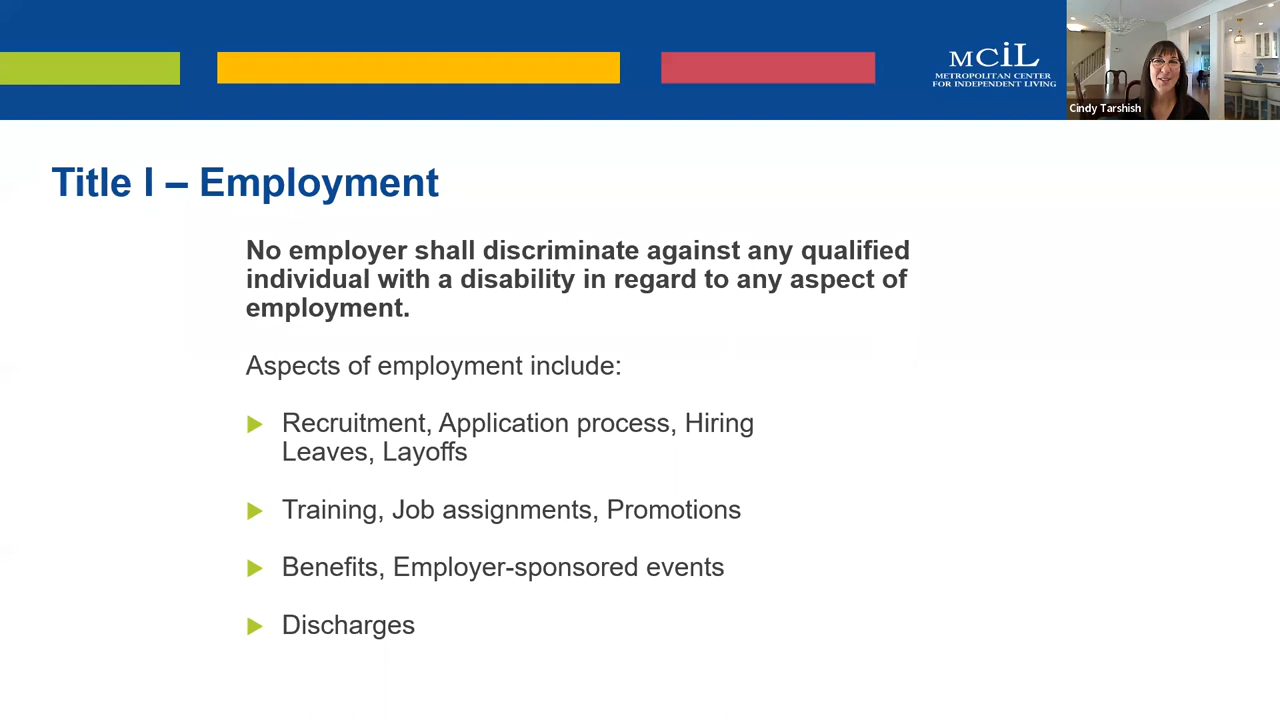 MCiL
METROPOLITAN CENTER
FOR INDEPENDENT LIVING
Cindy Tarshish
Title I – Employment
No employer shall discriminate against any qualified
individual with a disability in regard to any aspect of
employment.
Aspects of employment include:
Recruitment, Application process, Hiring
Leaves, Layoffs
Training, Job assignments, Promotions
Benefits, Employer-sponsored events
Discharges